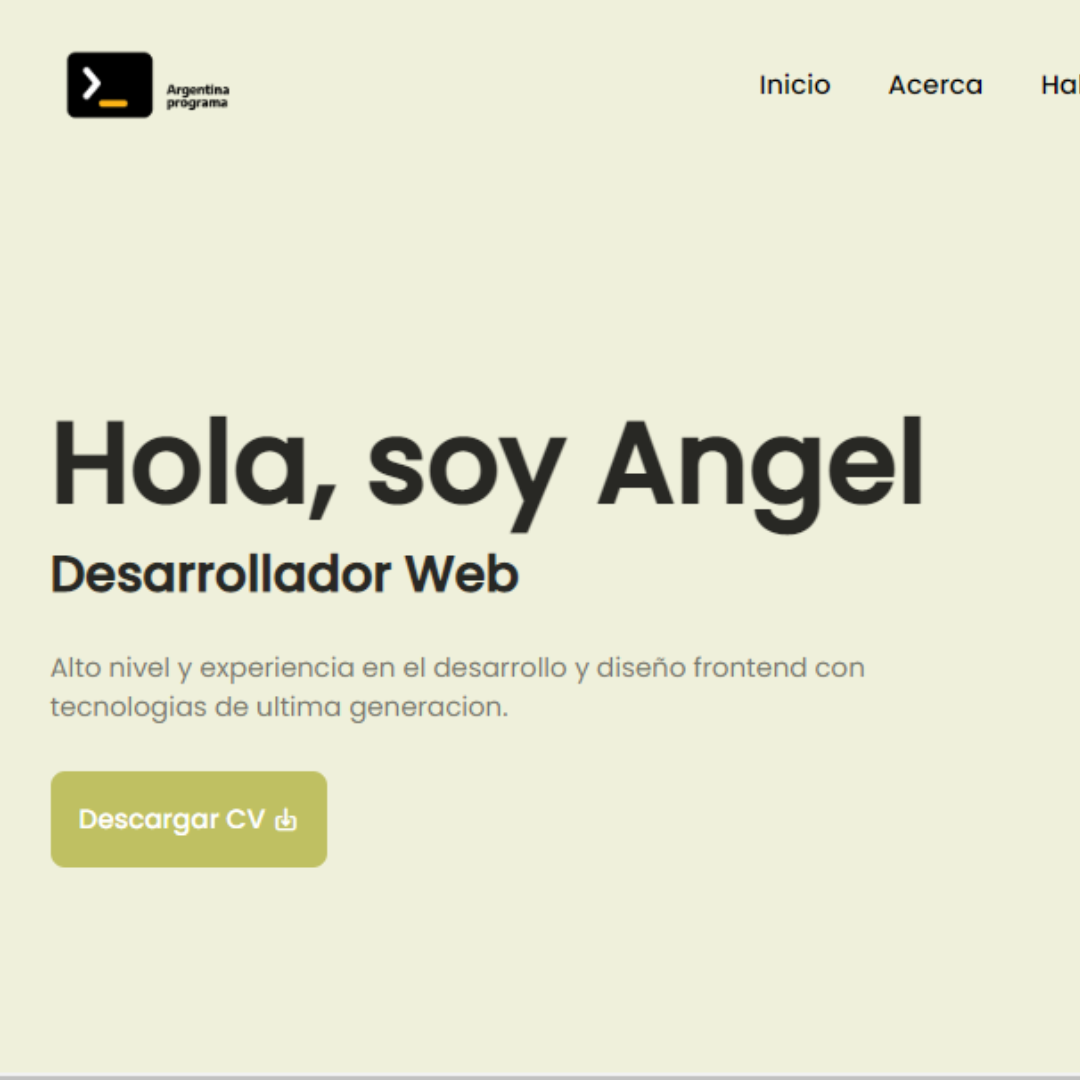 Argentina
programa
Inicio Acerca
Hola, soy Angel
Desarrollador Web
Alto nivel y experiencia en el desarrollo y diseño frontend con
tecnologias de ultima generacion.
Descargar CV